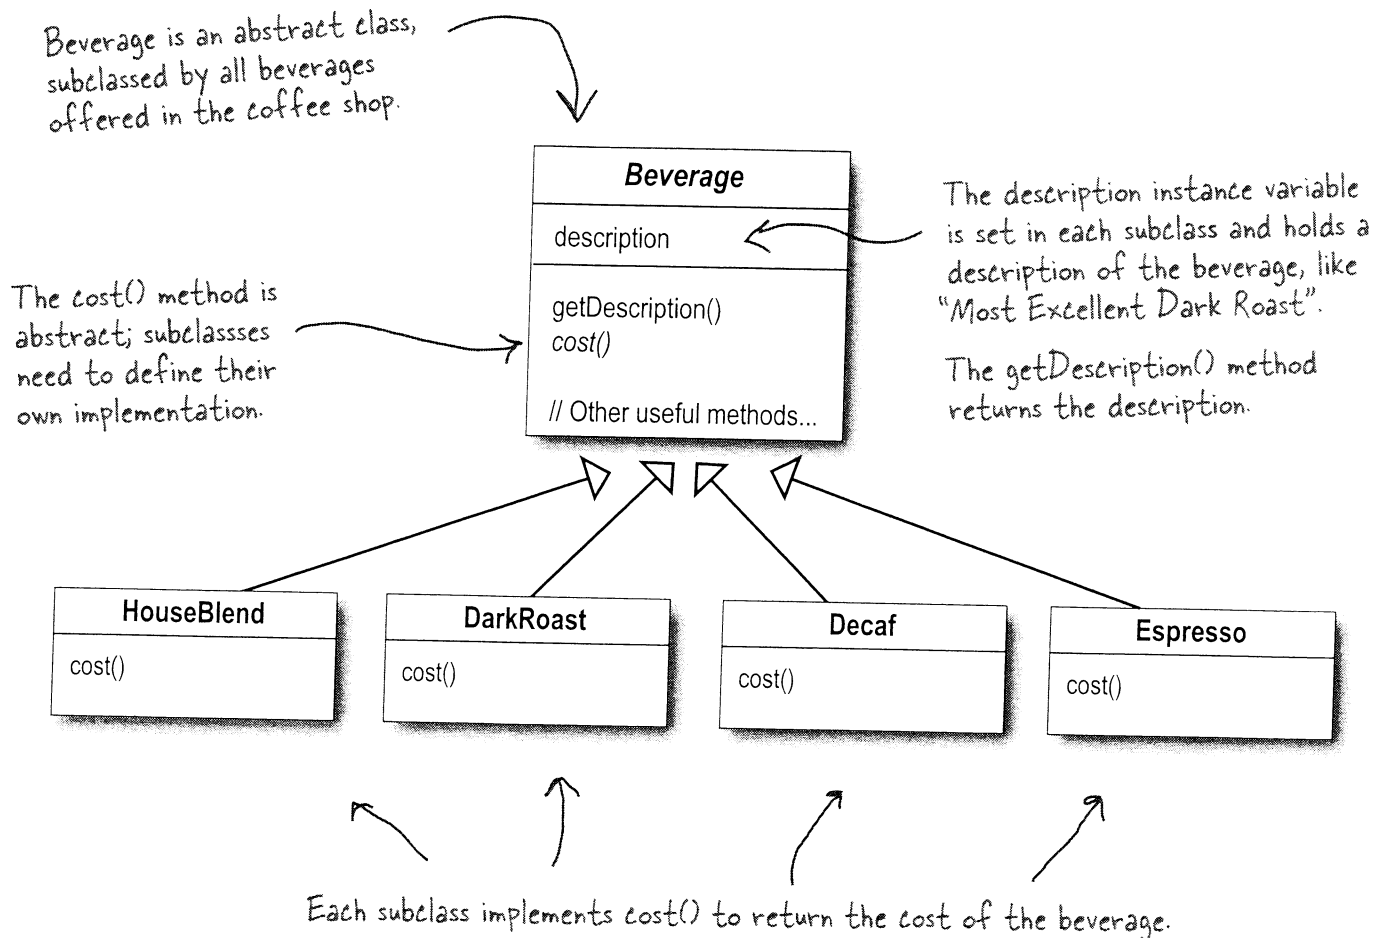 Beverage is an abstract class,
subclassed by all beverages
offered in the coffee shop.
Beverage
description
getDescription()
cost()
// Other useful methods...
The description instance variable
is set in each subclass and holds a
description of the beverage, like
“Most Excellent Dark Roast”.
The getDescription() method
returns the description.
The cost() method is
abstract; subclassses
need to define their
own implementation.
HouseBlend
cost()
DarkRoast
cost()
Decaf
cost()
Espresso
cost()
Each subclass implements cost() to return the cost of the beverage.